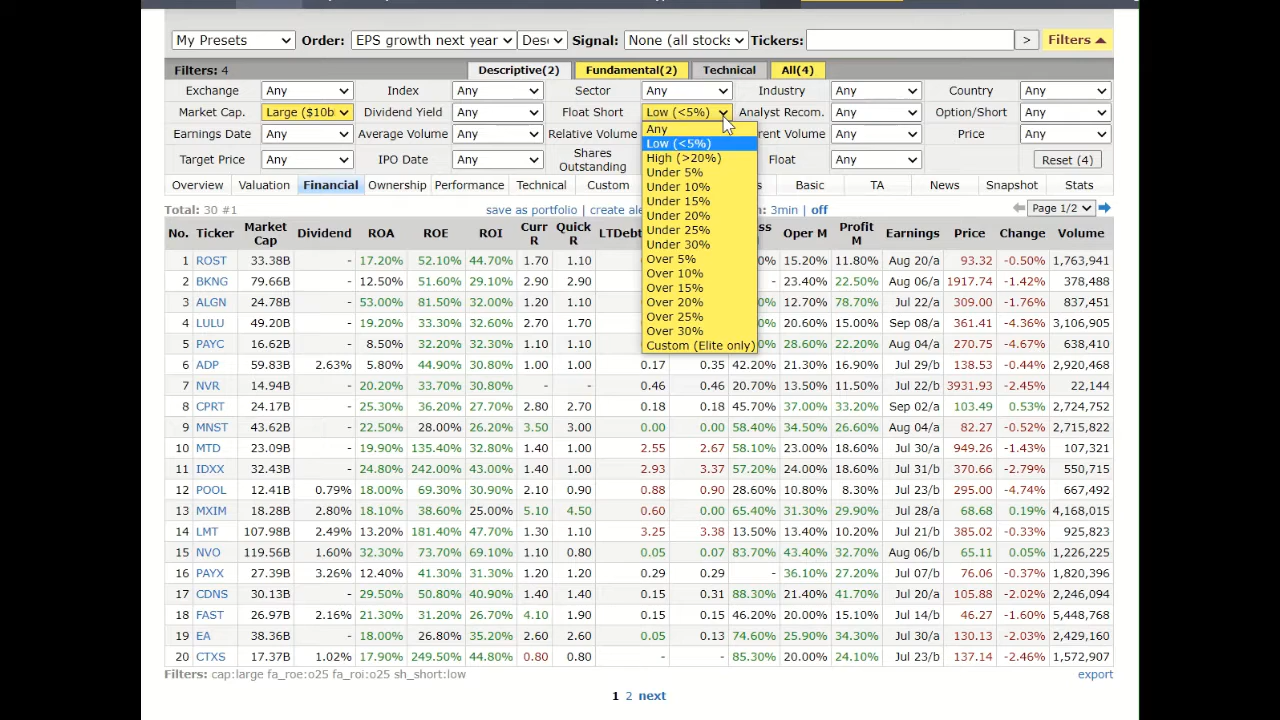 My Presets Order: EPS growth next year Desc Signal: None (all stocks Tickers: > Filters
Filters: 4 Descriptive(2) Fundamental(2) Technical All(4)
Exchange Any Index Any Sector Any Industry Any Country Any
Market Cap. Large ($10b Dividend Yield Any Float Short Low (<5%) Analyst Recom. Any Option/Short Any
Earnings Date Any Average Volume Any Relative Volume rent Volume Any Price Any
Target Price Any IPO Date Any Shares Outstanding Float Any Reset (4)
Any
Low (<5%)
High (>20%)
Under 5%
Under 10%
Under 15%
Under 20%
Under 25%
Under 30%
Over 5%
Over 10%
Over 15%
Over 20%
Over 25%
Over 30%
Custom (Elite only)
Overview Valuation Financial Ownership Performance Technical Custom Basic TA News Snapshot Stats
Total: 30 #1 save as portfolio | create ale 3min | off Page 1/2
No. Ticker Market Cap Dividend ROA ROE ROI Curr R Quick R LTDebt Oper M Profit M Earnings Price Change Volume
1 ROST 33.38B - 17.20% 52.10% 44.70% 1.70 1.10 15.20% 11.80% Aug 20/a 93.32 -0.50% 1,763,941
2 BKNG 79.66B - 12.50% 51.60% 29.10% 2.90 2.90 - 23.40% 22.50% Aug 06/a 1917.74 -1.42% 378,488
3 ALGN 24.78B - 53.00% 81.50% 32.00% 1.10 1.00 12.70% 78.70% Jul 22/a 309.00 -1.76% 837,451
4 LULU 49.20B - 19.20% 33.30% 32.60% 2.70 1.70 20.60% 15.00% Sep 08/a 361.41 -4.36% 3,106,905
5 PAYC 16.62B - 8.50% 32.20% 32.10% 1.10 1.10 28.60% 22.20% Aug 04/a 270.75 -4.67% 638,410
6 ADP 59.20B 2.63% 5.80% 44.90% 30.80% 1.00 1.00 0.17 0.35 42.20% 21.30% 16.90% Jul 29/b 138.53 -0.44% 2,920,468
7 NVR 14.94B - 20.20% 33.70% 30.80% - - 0.46 0.46 20.70% 13.50% 11.50% Jul 22/b 3931.93 -2.45% 22,144
8 CPRT 24.17B - 25.30% 36.20% 27.70% 2.80 2.70 0.18 0.18 45.70% 37.00% 33.20% Sep 02/a 103.49 0.53% 2,724,752
9 MNST 43.62B - 22.50% 28.00% 26.20% 3.50 3.00 0.00 0.00 58.40% 34.50% 26.60% Aug 04/a 82.27 -0.52% 2,715,822
10 MTD 23.09B - 19.90% 135.40% 32.80% 1.40 1.00 2.55 2.67 58.10% 23.00% 18.60% Jul 30/a 949.26 -1.43% 107,321
11 IDXX 32.43B - 24.80% 242.00% 43.00% 1.40 1.00 2.93 3.37 57.20% 24.00% 18.60% Jul 31/b 370.66 -2.79% 550,715
12 POOL 12.41B 0.79% 18.00% 69.30% 30.90% 2.10 0.90 0.88 0.90 28.60% 10.80% 8.30% Jul 23/b 295.00 -4.74% 667,492
13 MXIM 18.28B 2.80% 18.10% 38.60% 25.00% 5.10 4.50 0.60 0.00 65.40% 31.30% 29.90% Jul 28/a 68.68 0.19% 4,168,015
14 LMT 107.98B 2.49% 13.20% 181.40% 47.70% 1.30 1.10 3.25 3.38 13.50% 13.40% 10.20% Jul 21/b 385.02 -0.33% 925,823
15 NVO 119.56B 1.60% 32.30% 73.70% 69.10% 1.10 0.80 0.05 0.07 83.70% 43.40% 32.70% Aug 06/b 65.11 0.05% 1,226,225
16 PAYX 27.39B 3.26% 12.40% 41.30% 31.30% 1.20 1.20 0.29 0.29 - 36.10% 27.20% Jul 07/b 76.06 -0.37% 1,820,396
17 CDNS 30.13B - 29.50% 50.80% 40.90% 1.40 1.40 0.15 0.31 88.30% 21.40% 41.70% Jul 20/a 105.88 -2.02% 2,246,094
18 FAST 26.97B 2.16% 21.30% 31.20% 26.70% 4.10 1.90 0.15 0.15 46.20% 20.00% 15.10% Jul 14/b 46.27 -1.60% 5,448,768
19 EA 38.36B - 18.00% 26.80% 35.20% 2.60 2.60 0.05 0.13 74.60% 25.90% 34.30% Jul 30/a 130.13 -2.03% 2,429,160
20 CTXS 17.37B 1.02% 17.90% 249.50% 44.80% 0.80 0.80 - - 85.30% 20.00% 24.10% Jul 23/b 137.14 -2.46% 1,572,907
Filters: cap:large fa_roe:o25 fa_roi:o25 sh_short:low export
1 2 next